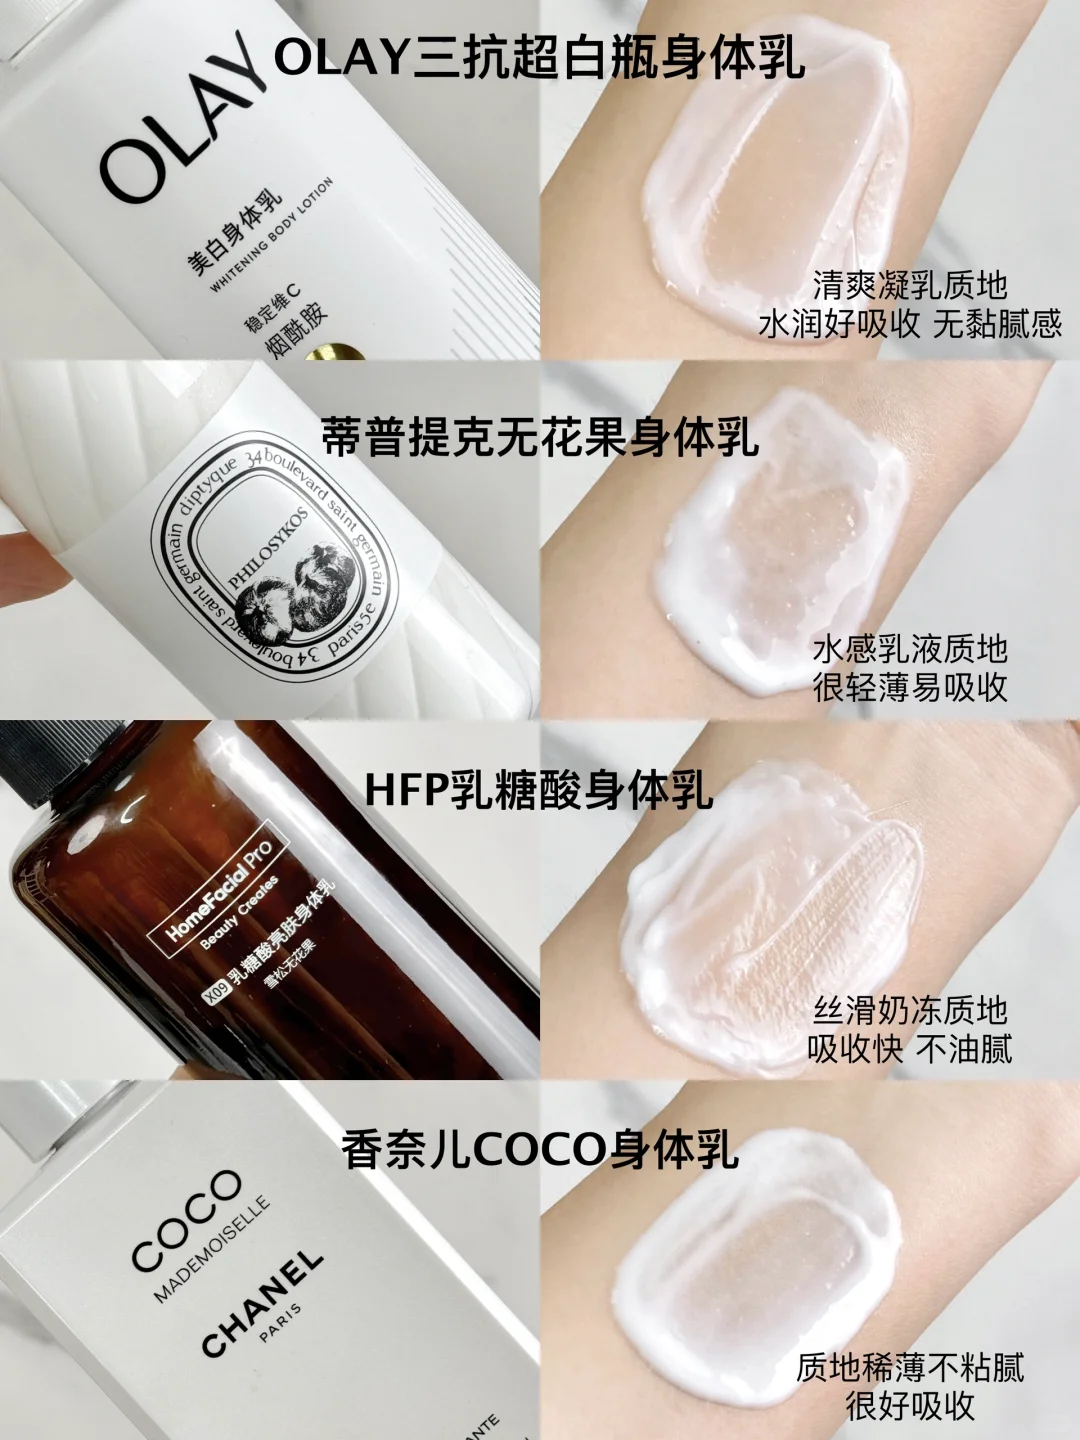 OLAY三抗超白瓶身体乳
OLAY
美白身体乳
WHITENING BODY LOTION
稳定维C
烟酰胺
清爽凝乳质地
水润好吸收 无黏腻感
蒂普提克无花果身体乳
diptyque 34 boulevard saint germain paris 5e 34 boulevard saint germain
PHILOSYKOS
水感乳液质地
很轻薄易吸收
HFP乳糖酸身体乳
HomeFacial Pro
Beauty Creates
X09 乳糖酸亮肤身体乳
雪松无花果
丝滑奶冻质地
吸收快 不油腻
香奈儿COCO身体乳
COCO
MADEMOISELLE
CHANEL
PARIS
质地稀薄不粘腻
很好吸收